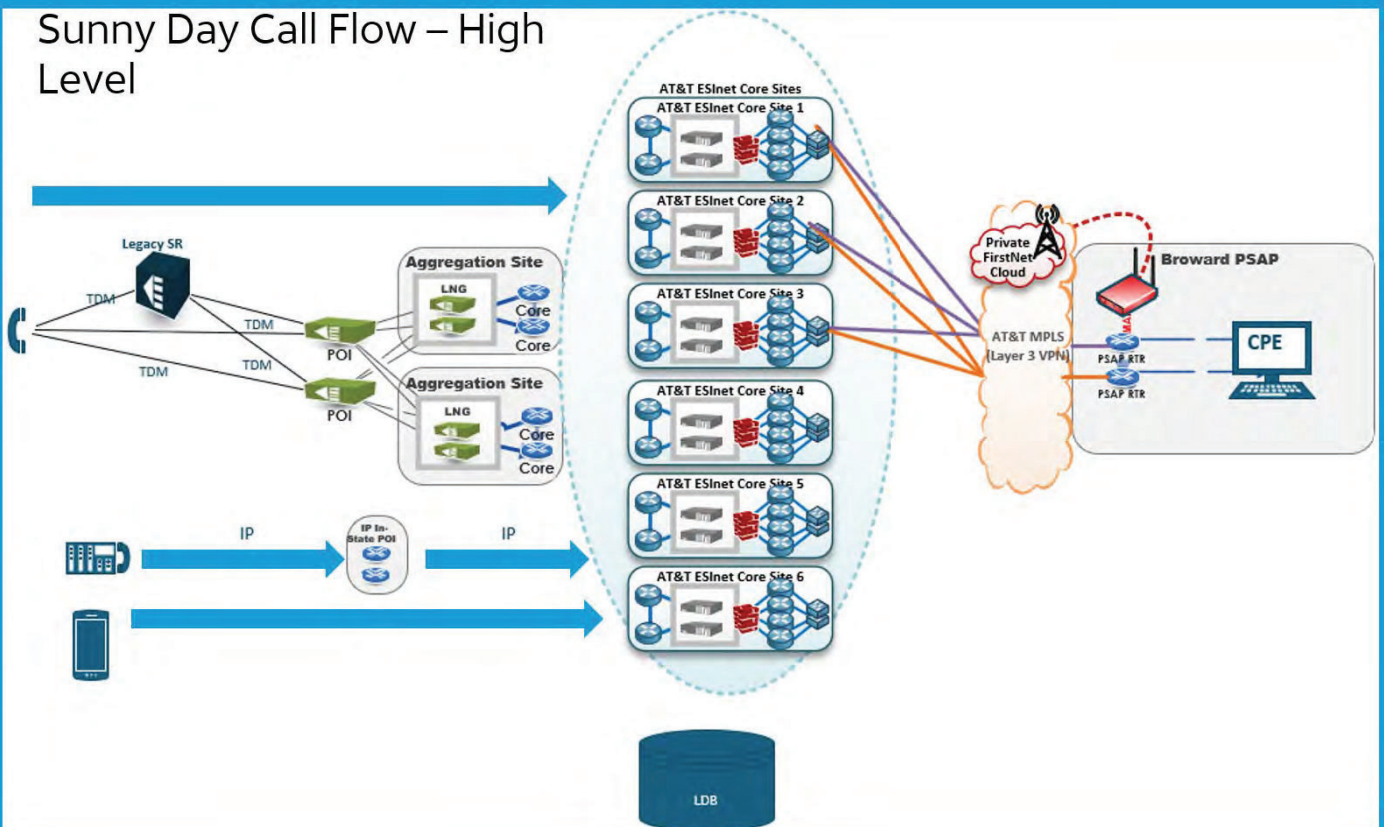 Sunny Day Call Flow – High
Level
AT&T ESInet Core Sites
AT&T ESInet Core Site 1
AT&T ESInet Core Site 2
AT&T ESInet Core Site 3
AT&T ESInet Core Site 4
AT&T ESInet Core Site 5
AT&T ESInet Core Site 6
Legacy SR
TDM
TDM
TDM
TDM
POI
POI
Aggregation Site
LNG
Core
Core
Aggregation Site
LNG
Core
Core
IP
IP In-
State POI
IP
Private
FirstNet
Cloud
AT&T MPLS
(Layer 3 VPN)
Broward PSAP
PSAP RTR
PSAP RTR
CPE
LDB